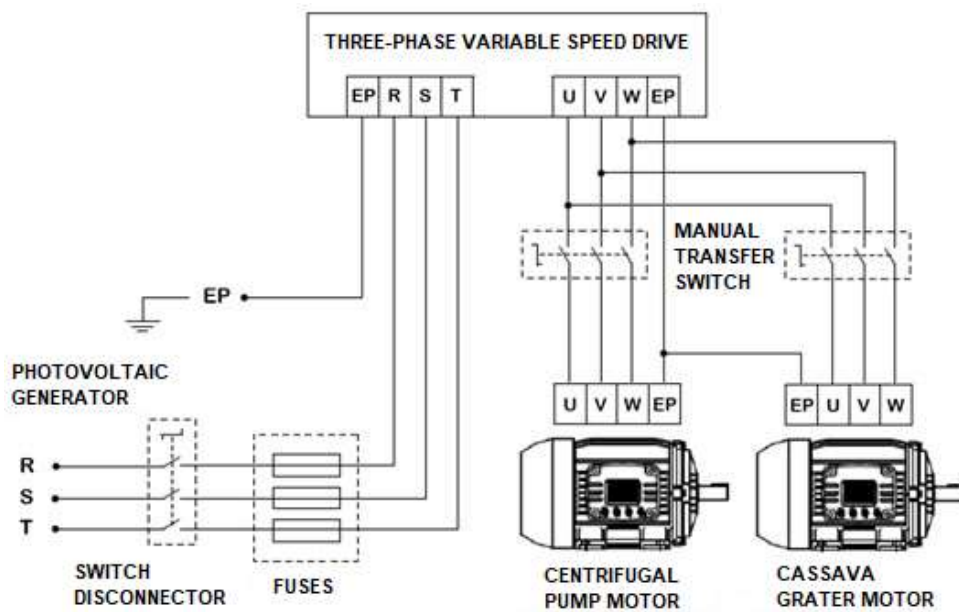 THREE-PHASE VARIABLE SPEED DRIVE
EP R S T
U V W EP
MANUAL
TRANSFER
SWITCH
EP
PHOTOVOLTAIC
GENERATOR
U V W EP
EP U V W
R
S
T
SWITCH
DISCONNECTOR
FUSES
CENTRIFUGAL
PUMP MOTOR
CASSAVA
GRATER MOTOR